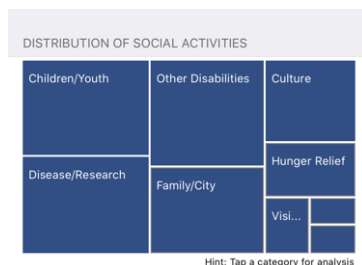 DISTRIBUTION OF SOCIAL ACTIVITIES
Children/Youth
Other Disabilities
Culture
Hunger Relief
Disease/Research
Family/City
Visi...
Hint: Tap a category for analysis